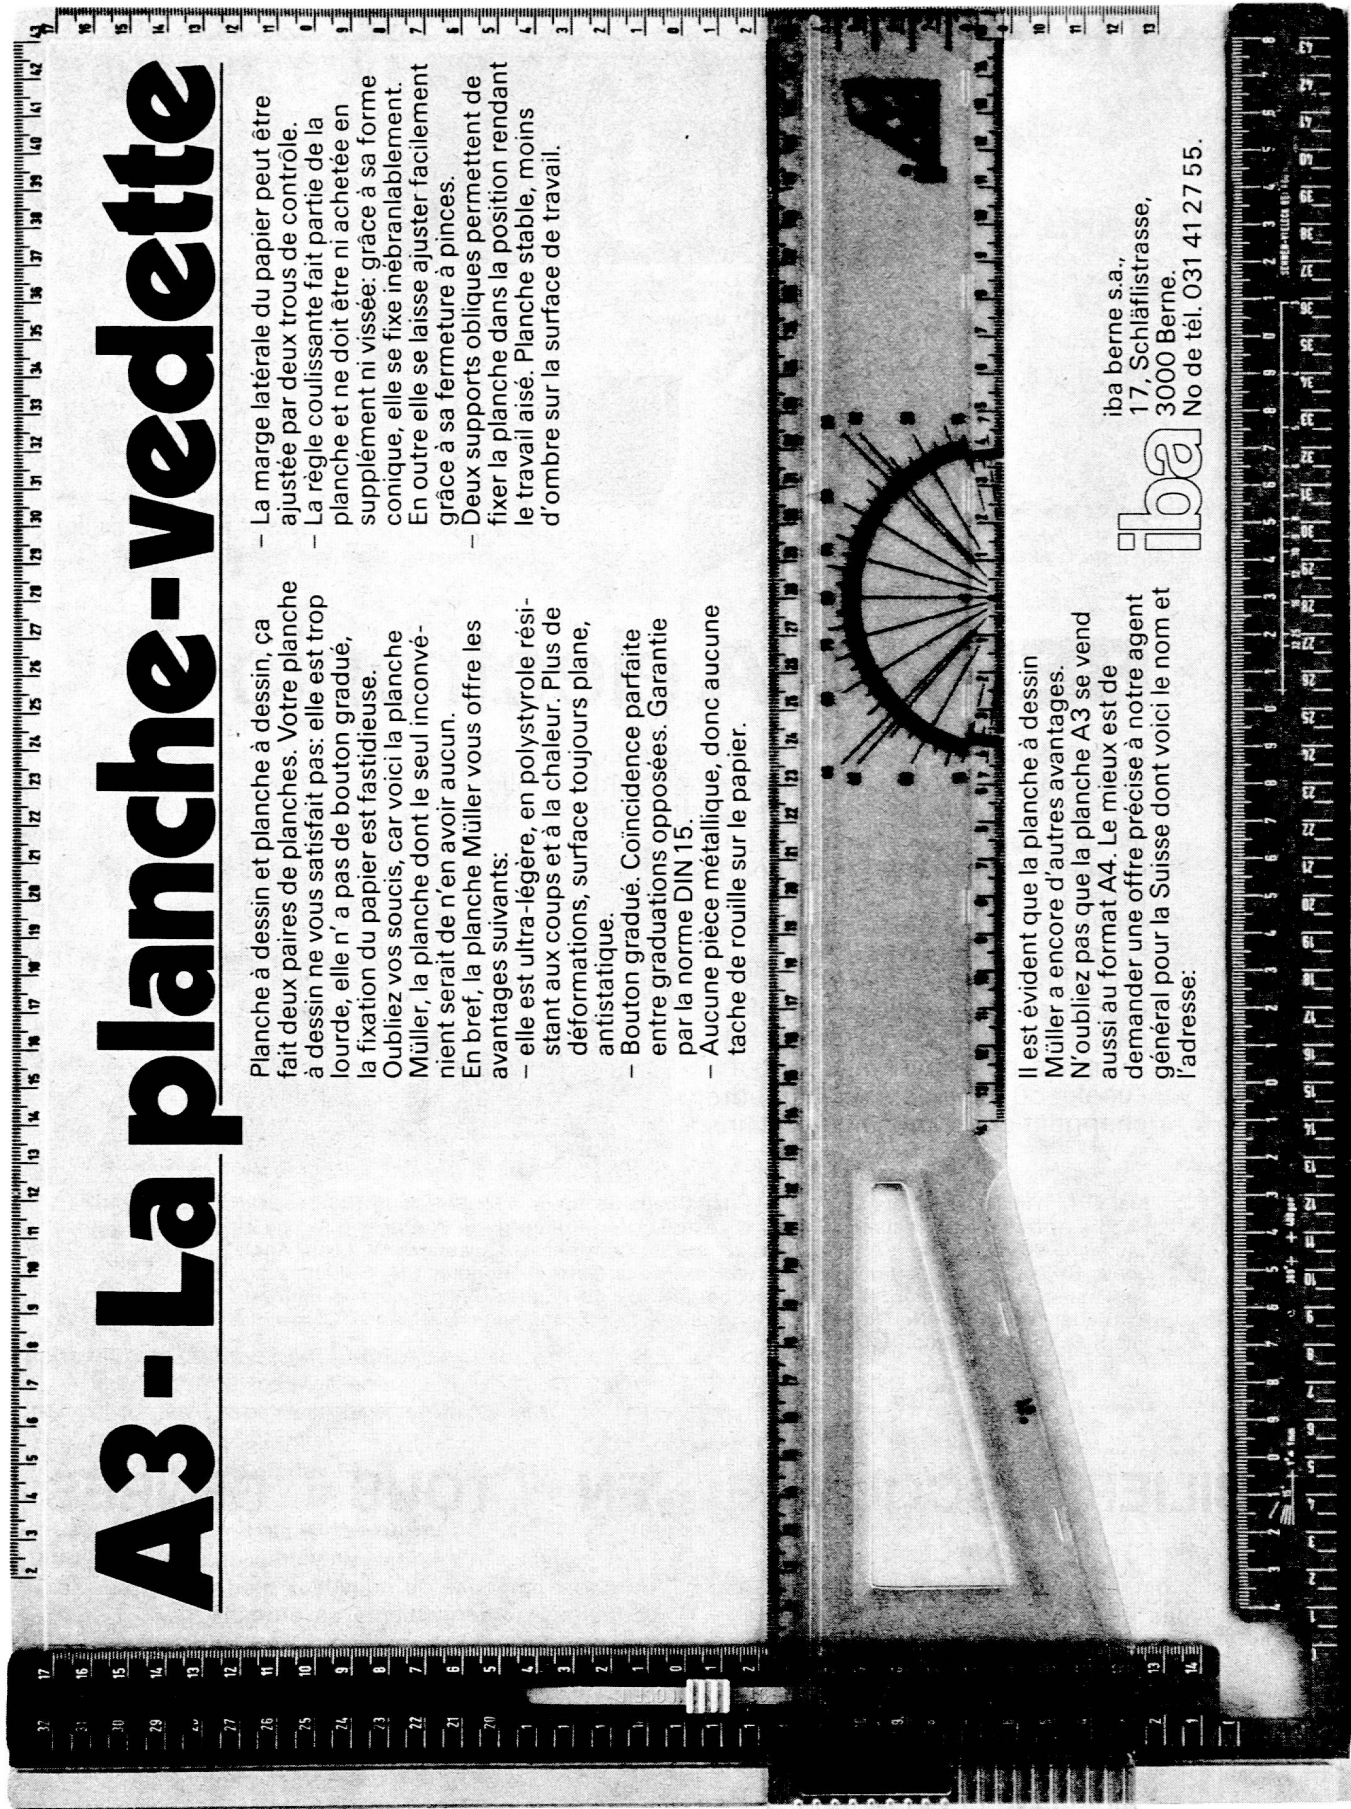 A3 - La planche-vedette
Planche à dessin et planche à dessin, ça
fait deux paires de planches. Votre planche
à dessin ne vous satisfait pas: elle est trop
lourde, elle n' a pas de bouton gradué,
la fixation du papier est fastidieuse.
Oubliez vos soucis, car voici la planche
Müller, la planche dont le seul inconvé-
nient serait de n'en avoir aucun.
En bref, la planche Müller vous offre les
avantages suivants:
– elle est ultra-légère, en polystyrole rési-
stant aux coups et à la chaleur. Plus de
déformations, surface toujours plane,
antistatique.
– Bouton gradué. Coïncidence parfaite
entre graduations opposées. Garantie
par la norme DIN 15.
– Aucune pièce métallique, donc aucune
tache de rouille sur le papier.
– La marge latérale du papier peut être
ajustée par deux trous de contrôle.
– La règle coulissante fait partie de la
planche et ne doit être ni achetée en
supplément ni vissée: grâce à sa forme
conique, elle se fixe inébranlablement.
En outre elle se laisse ajuster facilement
grâce à sa fermeture à pinces.
– Deux supports obliques permettent de
fixer la planche dans la position rendant
le travail aisé. Planche stable, moins
d'ombre sur la surface de travail.
Il est évident que la planche à dessin
Müller a encore d'autres avantages.
N'oubliez pas que la planche A3 se vend
aussi au format A4. Le mieux est de
demander une offre précise à notre agent
général pour la Suisse dont voici le nom et
l'adresse:
iba
iba berne s.a.,
17, Schläflistrasse,
3000 Berne.
No de tél. 031 41 27 55.